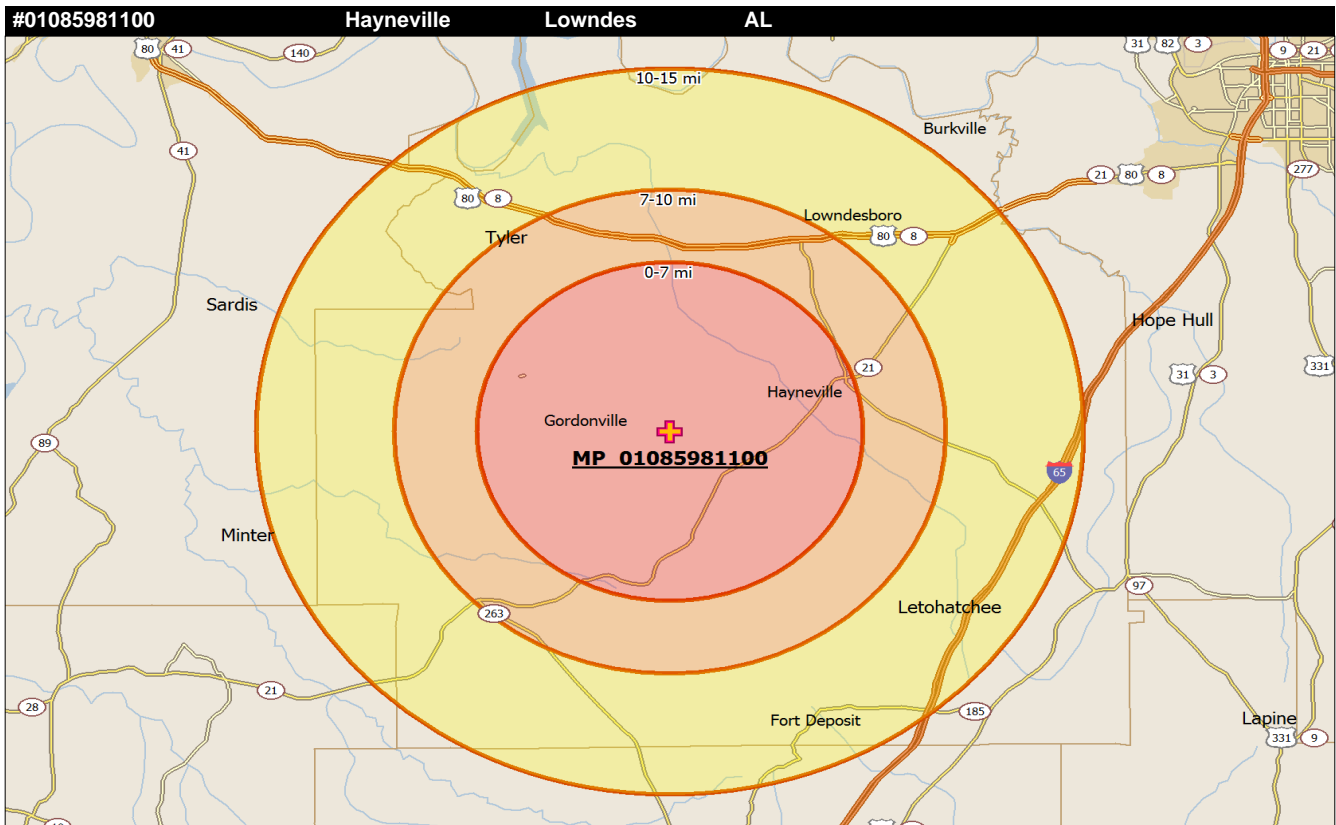 #01085981100 Hayneville Lowndes AL
80 41
140
31 82 3
9 21
10-15 mi
Burkville
41
277
21 80 8
80 8
7-10 mi
Lowndesboro
80 8
Tyler
0-7 mi
Sardis
Hope Hull
21
31 3
331
Hayneville
Gordonville
89
MP 01085981100
65
Minter
97
263
Letohatchee
21
28
185
Fort Deposit
Lapine
331 9